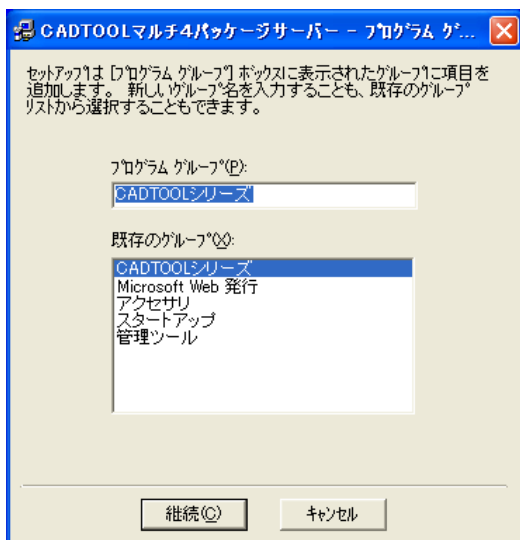 CADTOOLマルチ4パッケージサーバー - ﾌﾟﾛｸﾞﾗﾑ ｸﾞ...
ｾｯﾄｱｯﾌﾟは [ﾌﾟﾛｸﾞﾗﾑ ｸﾞﾙｰﾌﾟ] ﾎﾞｯｸｽに表示されたｸﾞﾙｰﾌﾟに項目を
追加します。 新しいｸﾞﾙｰﾌﾟ名を入力することも、既存のｸﾞﾙｰﾌﾟ
ﾘｽﾄから選択することもできます。
ﾌﾟﾛｸﾞﾗﾑ ｸﾞﾙｰﾌﾟ(P):
CADTOOLシリーズ
既存のｸﾞﾙｰﾌﾟ(X):
CADTOOLシリーズ
Microsoft Web 発行
アクセサリ
スタートアップ
管理ツール
継続(C)
ｷｬﾝｾﾙ